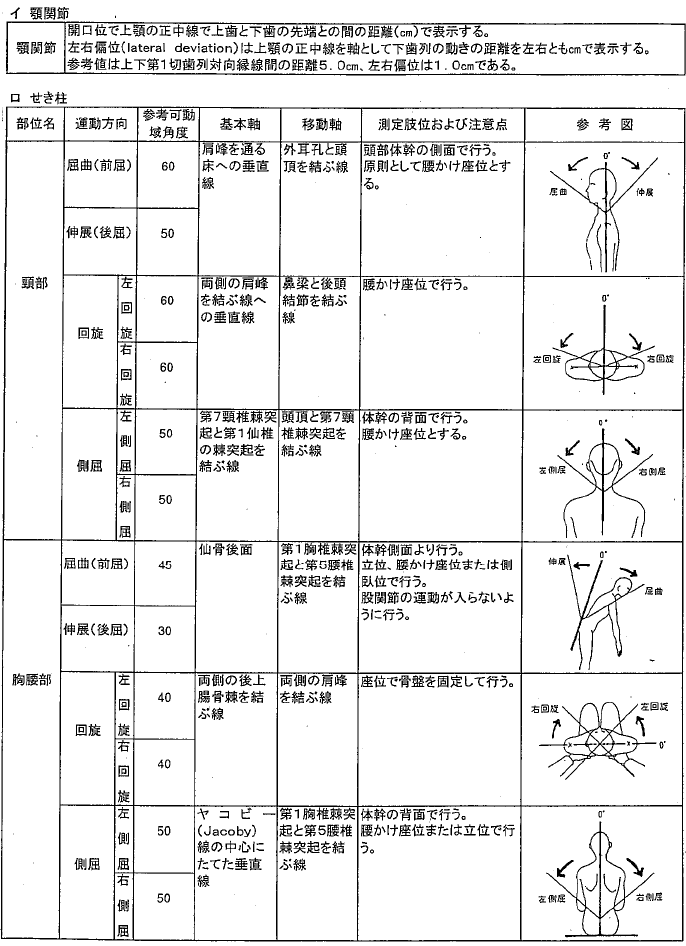 イ 顎関節
顎関節
開口位で上顎の正中線で上歯と下歯の先端との間の距離(㎝)で表示する。
左右偏位(lateral deviation)は上顎の正中線を軸として下歯列の動きの距離を左右とも㎝で表示する。
参考値は上下第1切歯列対向縁線間の距離5.0㎝、左右偏位は1.0㎝である。
ロ せき柱
部位名 運動方向 参考可動域角度 基本軸 移動軸 測定肢位および注意点 参考図
頸部
屈曲(前屈) 60
肩峰を通る
床への垂直
線
外耳孔と頭
頂を結ぶ線
頭部体幹の側面で行う。
原則として腰かけ座位とす
る。
0°
屈曲 伸展
伸展(後屈) 50
回旋
左回旋 60
右回旋 60
両側の肩峰
を結ぶ線へ
の垂直線
鼻梁と後頭
結節を結ぶ
線
腰かけ座位で行う。
0°
左回旋 右回旋
側屈
左側屈 50
右側屈 50
第7頸椎棘突
起と第1仙椎
の棘突起を
結ぶ線
頭頂と第7頸
椎棘突起を
結ぶ線
体幹の背面で行う。
腰かけ座位とする。
0°
左側屈 右側屈
胸腰部
屈曲(前屈) 45
伸展(後屈) 30
仙骨後面
第1胸椎棘突
起と第5腰椎
棘突起を結
ぶ線
体幹側面より行う。
立位、腰かけ座位または側
臥位で行う。
股関節の運動が入らないよ
うに行う。
0°
伸展 屈曲
回旋
左回旋 40
右回旋 40
両側の後上
腸骨棘を結
ぶ線
両側の肩峰
を結ぶ線
座位で骨盤を固定して行う。
右回旋 左回旋
0°
側屈
左側屈 50
右側屈 50
ヤコビー
(Jacoby)
線の中心に
たてた垂直
線
第1胸椎棘突
起と第5腰椎
棘突起を結
ぶ線
体幹の背面で行う。
腰かけ座位または立位で行
う。
0°
左側屈 右側屈